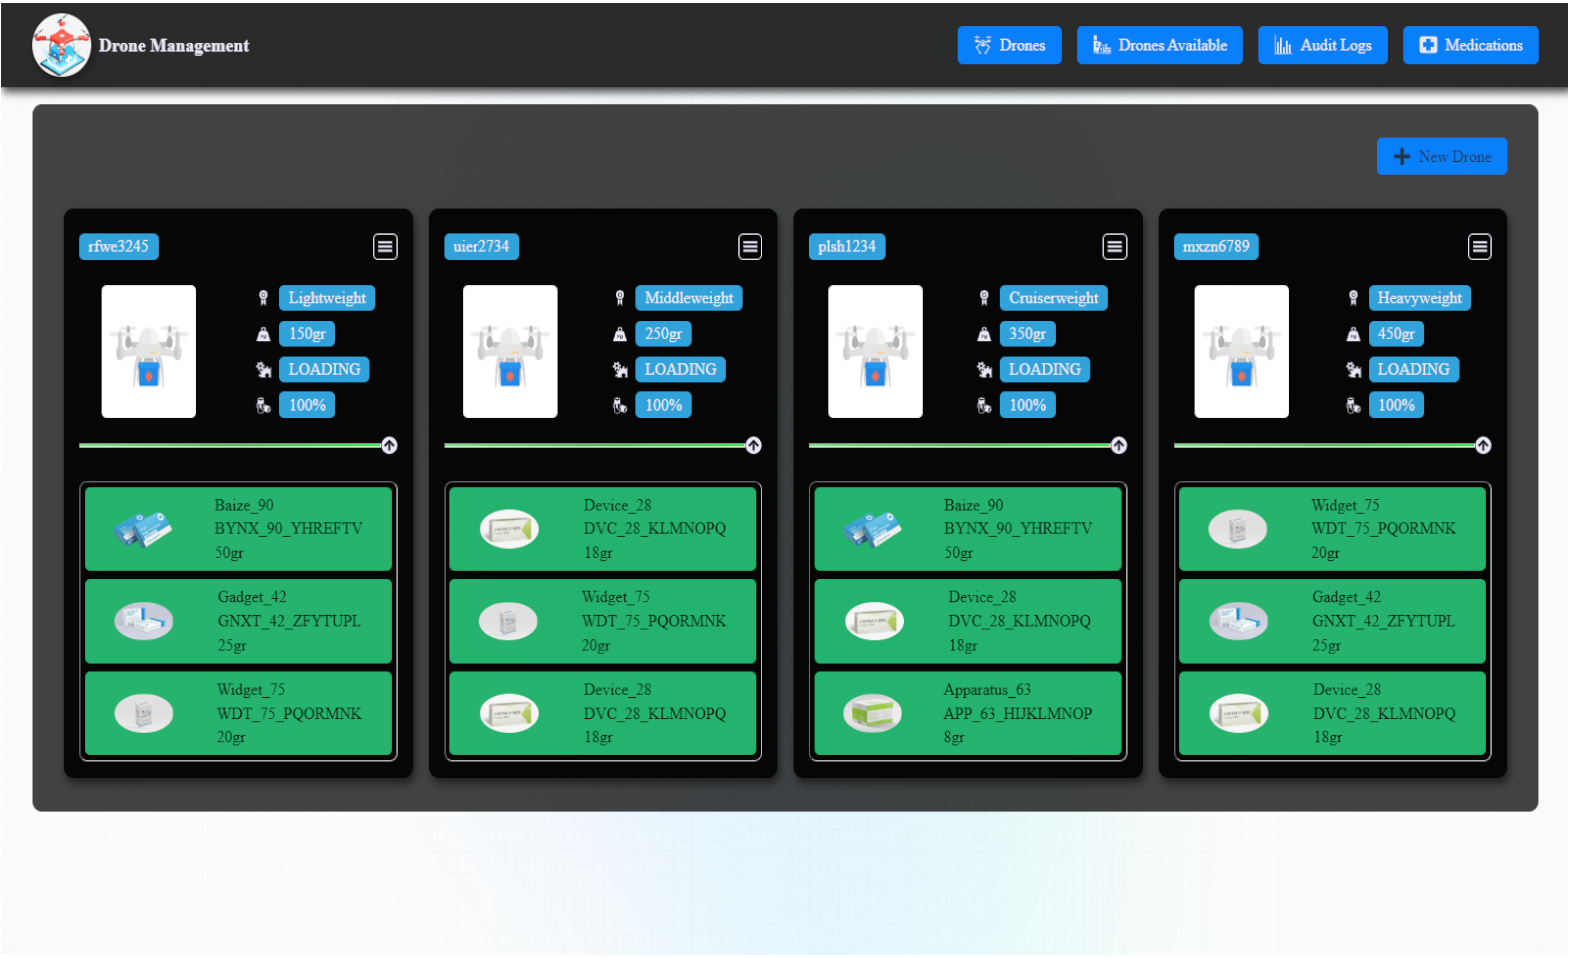 Drone Management
Drones
Drones Available
Audit Logs
Medications
New Drone
rfwe3245
Lightweight
150gr
LOADING
100%
Baize_90
BYNX_90_YHREFTV
50gr
Gadget_42
GNXT_42_ZFYTUPL
25gr
Widget_75
WDT_75_PQORMNK
20gr
uier2734
Middleweight
250gr
LOADING
100%
Device_28
DVC_28_KLMNOPQ
18gr
Widget_75
WDT_75_PQORMNK
20gr
Device_28
DVC_28_KLMNOPQ
18gr
plsh1234
Cruiserweight
350gr
LOADING
100%
Baize_90
BYNX_90_YHREFTV
50gr
Device_28
DVC_28_KLMNOPQ
18gr
Apparatus_63
APP_63_HIJKLMNOP
8gr
mxzn6789
Heavyweight
450gr
LOADING
100%
Widget_75
WDT_75_PQORMNK
20gr
Gadget_42
GNXT_42_ZFYTUPL
25gr
Device_28
DVC_28_KLMNOPQ
18gr